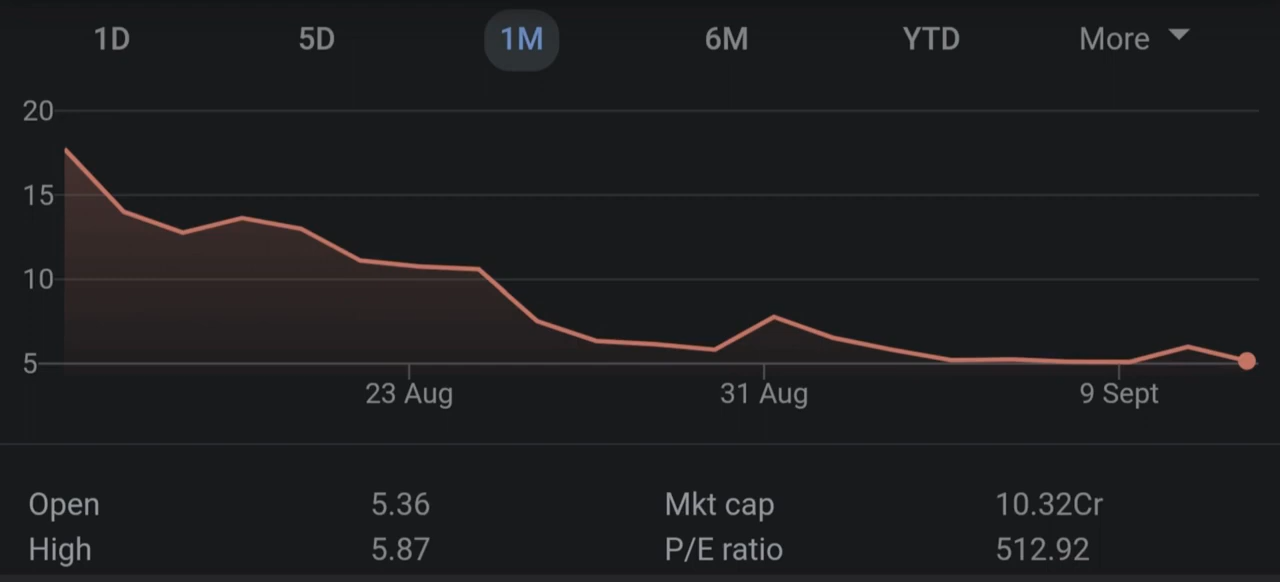 1D 5D 1M 6M YTD More
20
15
10
5
23 Aug 31 Aug 9 Sept
Open 5.36 Mkt cap 10.32Cr
High 5.87 P/E ratio 512.92